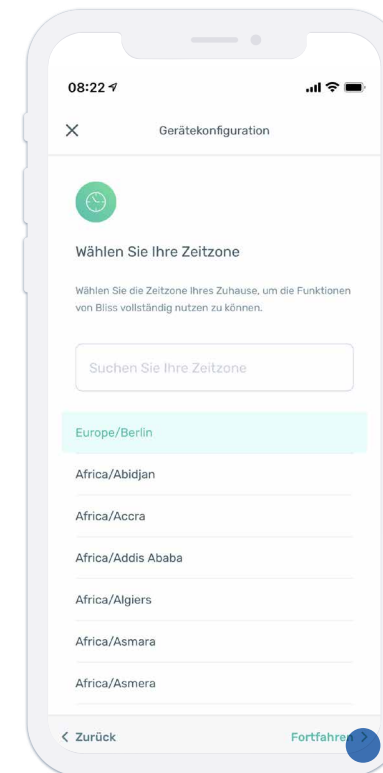 08:22
Gerätekonfiguration
Wählen Sie Ihre Zeitzone
Wählen Sie die Zeitzone Ihres Zuhause, um die Funktionen
von Bliss vollständig nutzen zu können.
Suchen Sie Ihre Zeitzone
Europe/Berlin
Africa/Abidjan
Africa/Accra
Africa/Addis Ababa
Africa/Algiers
Africa/Asmara
Africa/Asmera
Zurück
Fortfahren